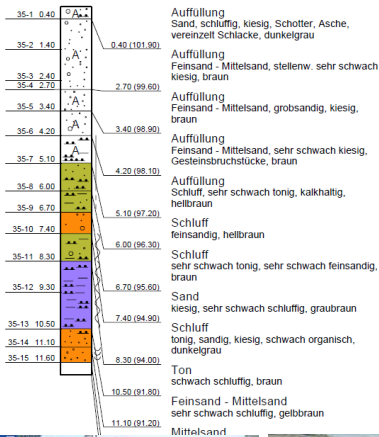 35-1 0.40
35-2 1.40
35-3 2.40
35-4 2.70
35-5 3.40
35-6 4.20
35-7 5.10
35-8 6.00
35-9 6.70
35-10 7.40
35-11 8.30
35-12 9.30
35-13 10.50
35-14 11.10
35-15 11.60
A
A
A
A
A
0.40 (101.90)
2.70 (99.60)
3.40 (98.90)
4.20 (98.10)
5.10 (97.20)
6.00 (96.30)
6.70 (95.60)
7.40 (94.90)
8.30 (94.00)
10.50 (91.80)
11.10 (91.20)
Auffüllung
Sand, schluffig, kiesig, Schotter, Asche,
vereinzelt Schlacke, dunkelgrau
Auffüllung
Feinsand - Mittelsand, stellenw. sehr schwach
kiesig, braun
Auffüllung
Feinsand - Mittelsand, grobsandig, kiesig,
braun
Auffüllung
Feinsand - Mittelsand, sehr schwach kiesig,
Gesteinsbruchstücke, braun
Auffüllung
Schluff, sehr schwach tonig, kalkhaltig,
hellbraun
Schluff
feinsandig, hellbraun
Schluff
sehr schwach tonig, sehr schwach feinsandig,
braun
Sand
kiesig, sehr schwach schluffig, graubraun
Schluff
tonig, sandig, kiesig, schwach organisch,
dunkelgrau
Ton
schwach schluffig, braun
Feinsand - Mittelsand
sehr schwach schluffig, gelbbraun
Mittelsand